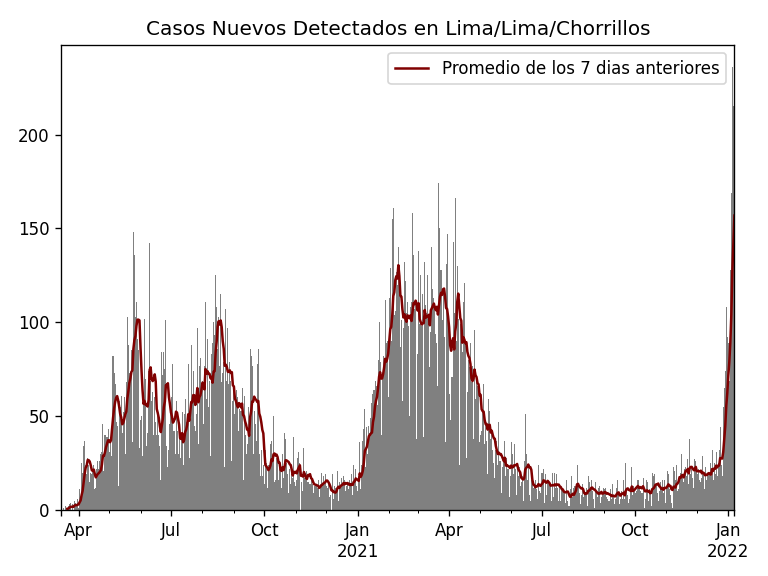 Casos Nuevos Detectados en Lima/Lima/Chorrillos
Promedio de los 7 dias anteriores
200
150
100
50
0
Apr Jul Oct Jan Apr Jul Oct Jan
2021 2022